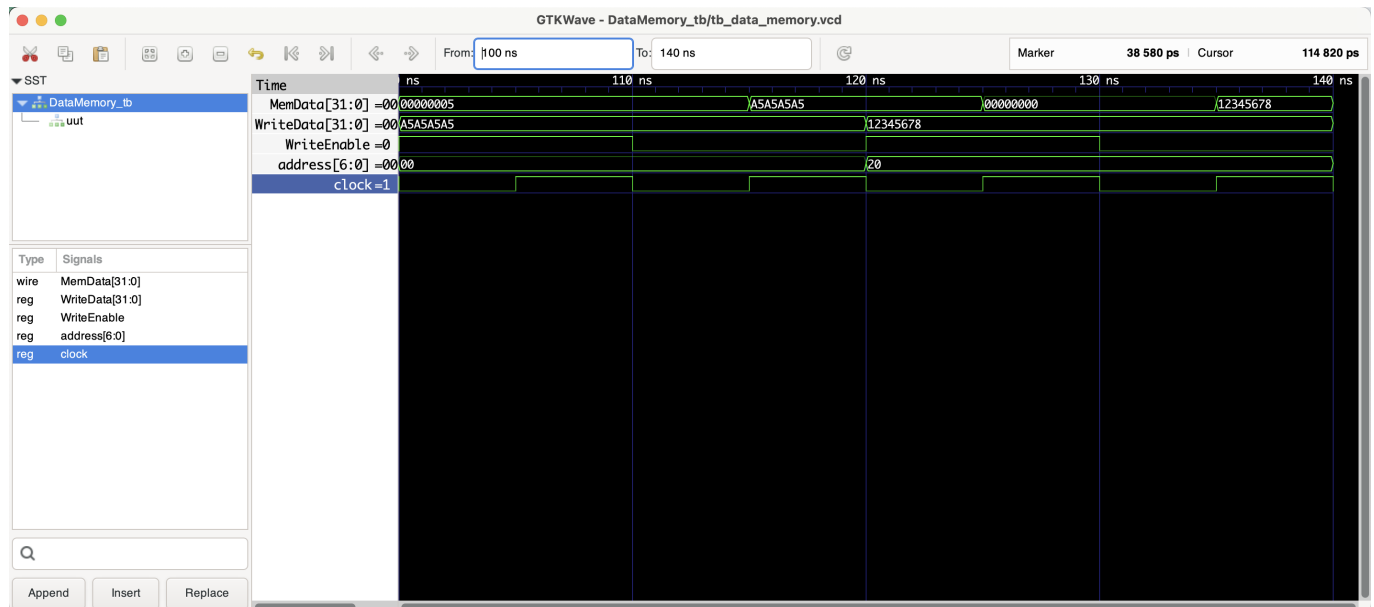 GTKWave - DataMemory_tb/tb_data_memory.vcd
From: 100 ns To: 140 ns Marker 38 580 ps Cursor 114 820 ps
SST
DataMemory_tb
uut
Type Signals
wire MemData[31:0]
reg WriteData[31:0]
reg WriteEnable
reg address[6:0]
reg clock
Append Insert Replace
Time ns 110 ns 120 ns 130 ns 140 ns
MemData[31:0] =00 00000005 A5A5A5A5 00000000 12345678
WriteData[31:0] =00 A5A5A5A5 12345678
WriteEnable =0
address[6:0] =00 00 20
clock =1